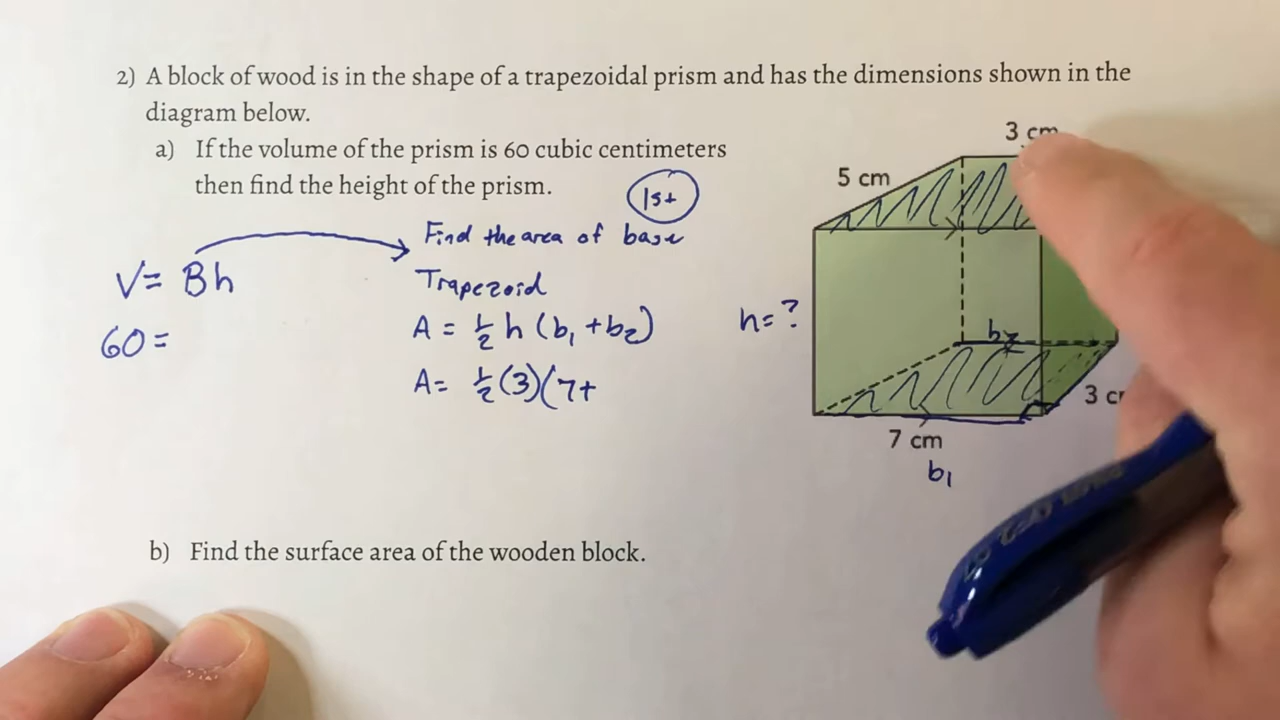 2) A block of wood is in the shape of a trapezoidal prism and has the dimensions shown in the
diagram below.
a) If the volume of the prism is 60 cubic centimeters
then find the height of the prism.
1st
Find the area of base
V = Bh
Trapezoid
60 =
A = 1/2 h (b₁ + b₂)
A = 1/2 (3)(7+
3 cm
5 cm
h = ?
b₂
3 c
7 cm
b₁
b) Find the surface area of the wooden block.